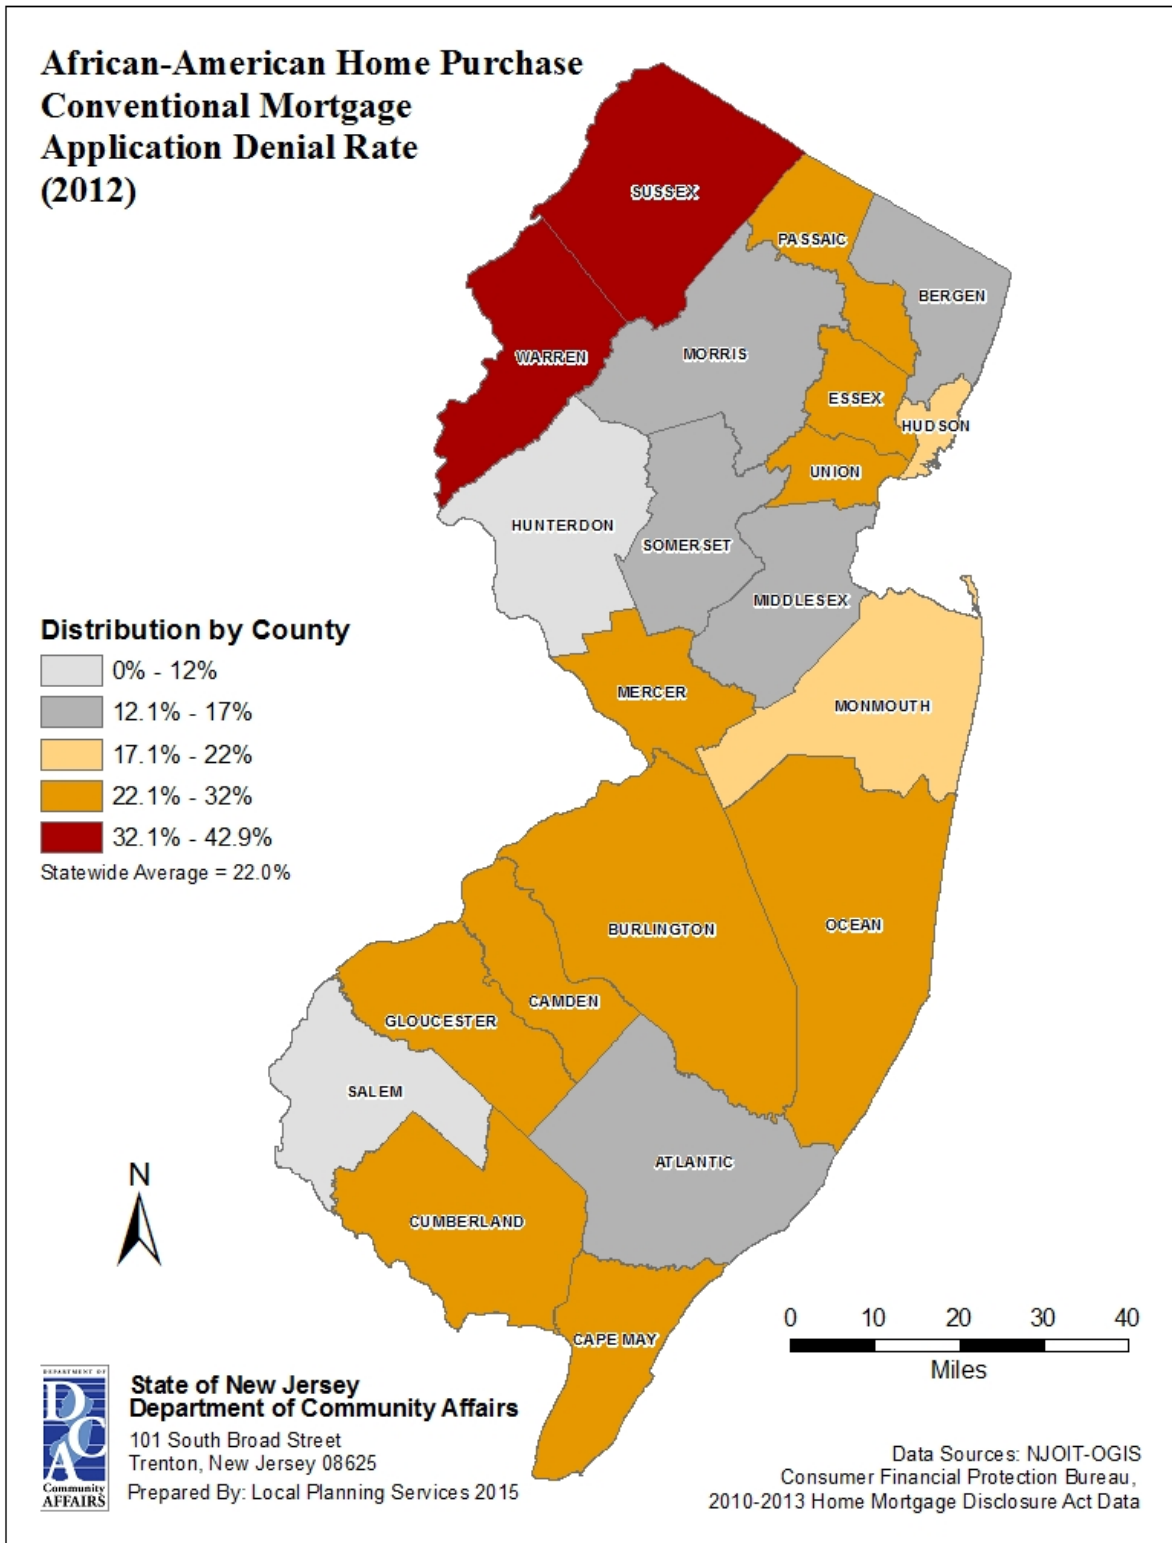 African-American Home Purchase
Conventional Mortgage
Application Denial Rate
(2012)
SUSSEX
PASSAIC
BERGEN
WARREN
MORRIS
ESSEX
HUDSON
UNION
HUNTERDON
SOMERSET
MIDDLESEX
MERCER
MONMOUTH
Distribution by County
0% - 12%
12.1% - 17%
17.1% - 22%
22.1% - 32%
32.1% - 42.9%
Statewide Average = 22.0%
OCEAN
BURLINGTON
CAMDEN
GLOUCESTER
SALEM
ATLANTIC
CUMBERLAND
CAPE MAY
N
0 10 20 30 40
Miles
DEPARTMENT OF
DCA
Community
AFFAIRS
State of New Jersey
Department of Community Affairs
101 South Broad Street
Trenton, New Jersey 08625
Prepared By: Local Planning Services 2015
Data Sources: NJOIT-OGIS
Consumer Financial Protection Bureau,
2010-2013 Home Mortgage Disclosure Act Data